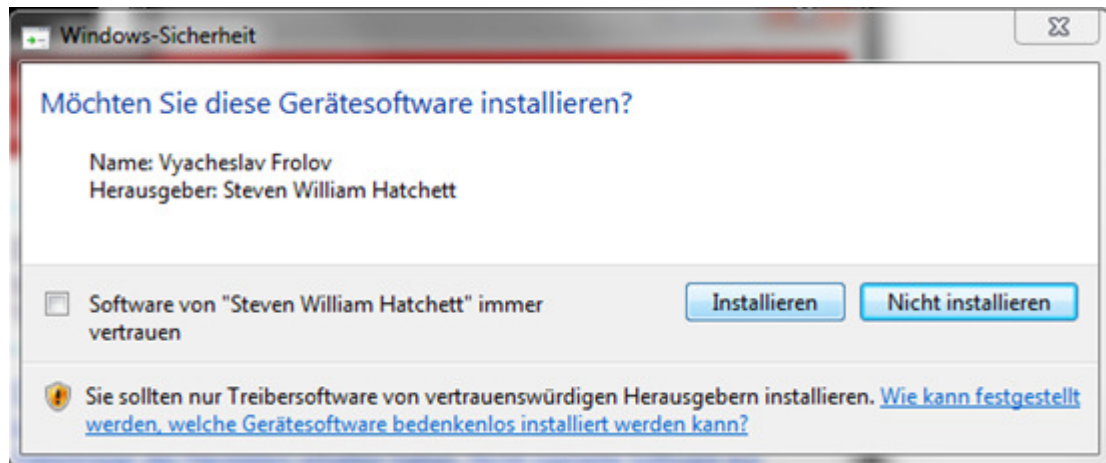 Windows-Sicherheit
Möchten Sie diese Gerätesoftware installieren?
Name: Vyacheslav Frolov
Herausgeber: Steven William Hatchett
Software von "Steven William Hatchett" immer
vertrauen
Installieren
Nicht installieren
Sie sollten nur Treibersoftware von vertrauenswürdigen Herausgebern installieren. Wie kann festgestellt
werden, welche Gerätesoftware bedenkenlos installiert werden kann?